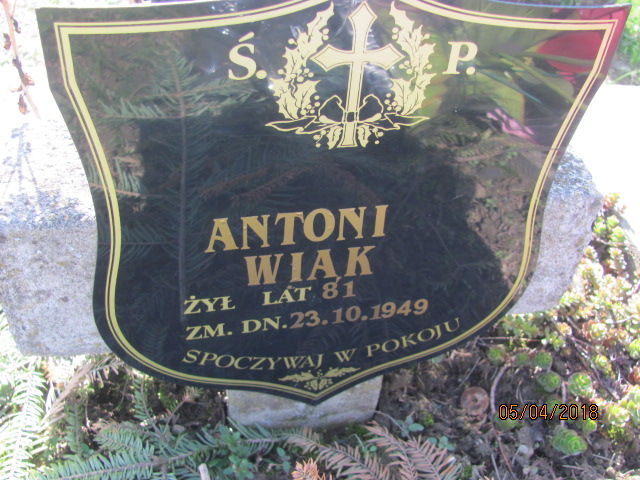 Ś. P.
ANTONI
WIAK
ŻYŁ LAT 81
ZM. DN. 23.10.1949
SPOCZYWAJ W POKOJU
05/04/2018